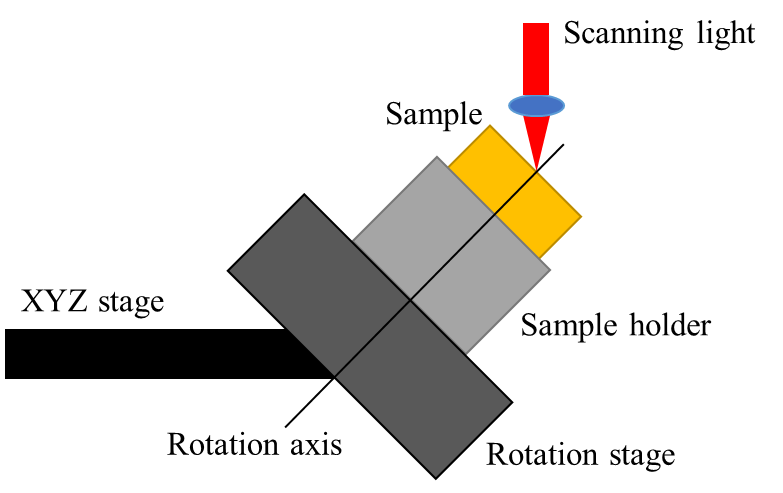 Scanning light
Sample
XYZ stage
Sample holder
Rotation axis
Rotation stage